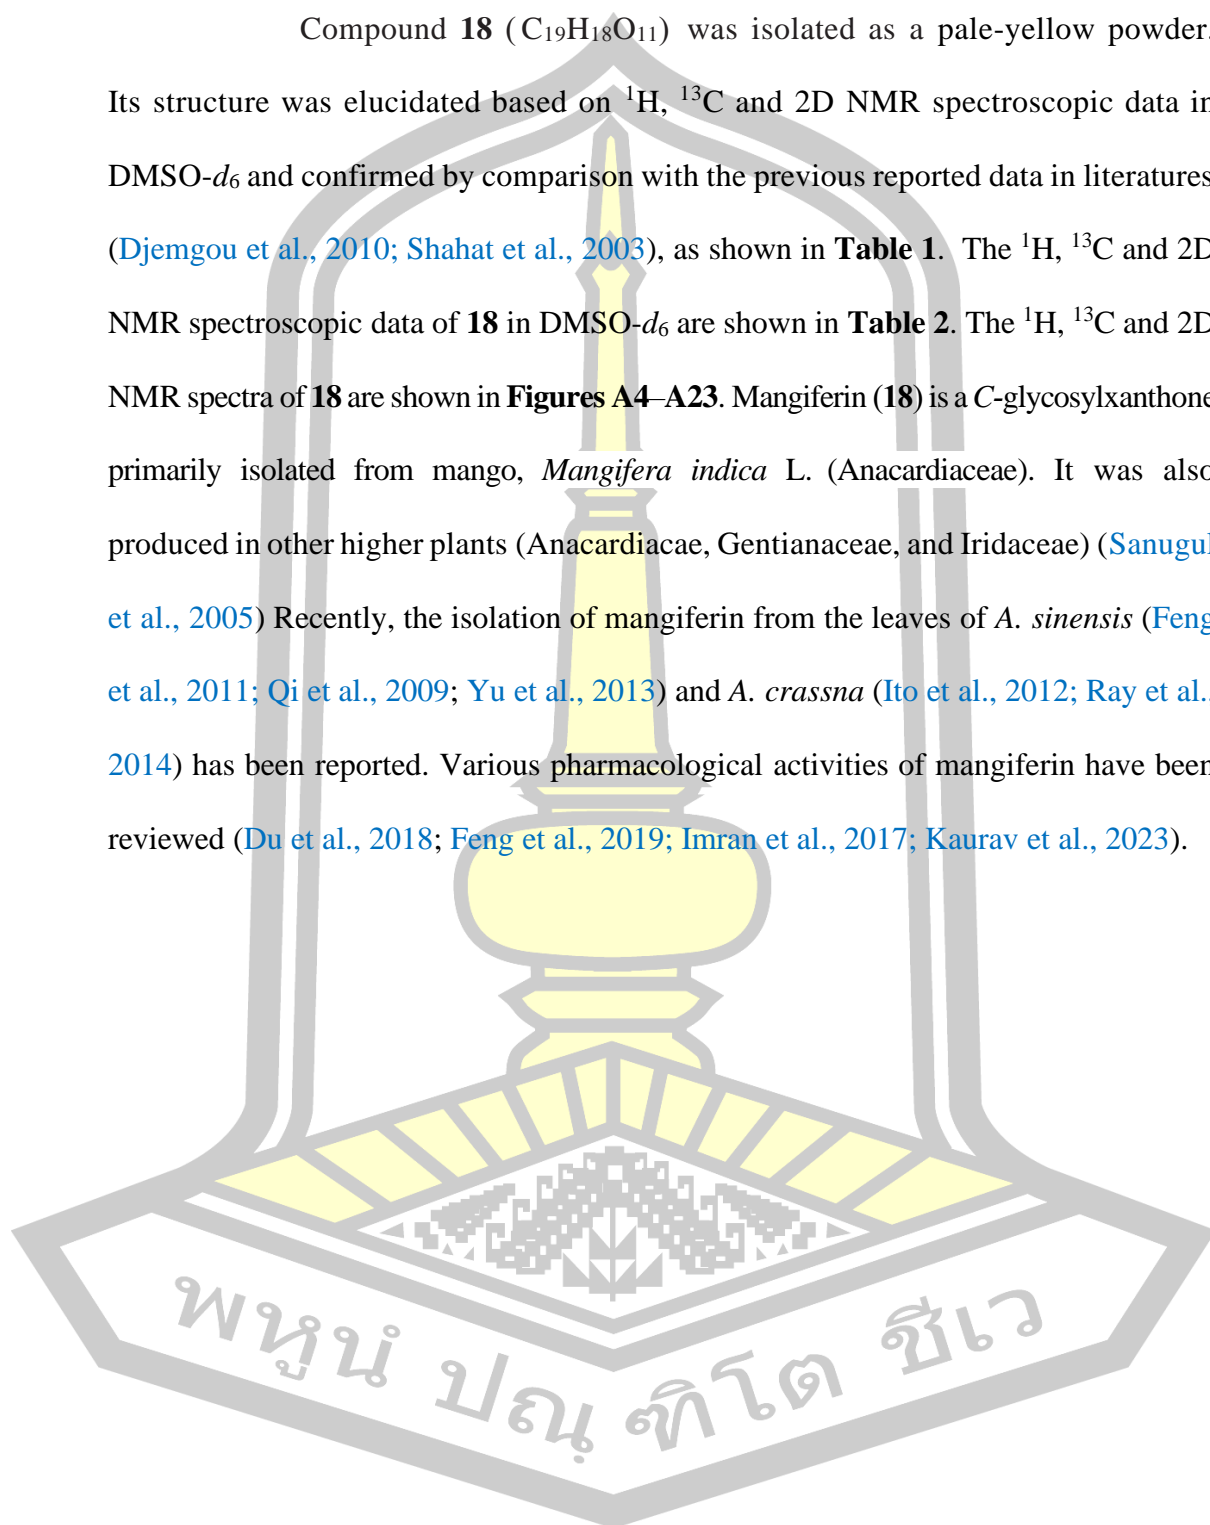 Compound 18 (C₁₉H₁₈O₁₁) was isolated as a pale-yellow powder.
Its structure was elucidated based on ¹H, ¹³C and 2D NMR spectroscopic data in
DMSO-d₆ and confirmed by comparison with the previous reported data in literatures
(Djemgou et al., 2010; Shahat et al., 2003), as shown in Table 1. The ¹H, ¹³C and 2D
NMR spectroscopic data of 18 in DMSO-d₆ are shown in Table 2. The ¹H, ¹³C and 2D
NMR spectra of 18 are shown in Figures A4–A23. Mangiferin (18) is a C-glycosylxanthone
primarily isolated from mango, Mangifera indica L. (Anacardiaceae). It was also
produced in other higher plants (Anacardiacae, Gentianaceae, and Iridaceae) (Sanugul
et al., 2005) Recently, the isolation of mangiferin from the leaves of A. sinensis (Feng
et al., 2011; Qi et al., 2009; Yu et al., 2013) and A. crassna (Ito et al., 2012; Ray et al.,
2014) has been reported. Various pharmacological activities of mangiferin have been
reviewed (Du et al., 2018; Feng et al., 2019; Imran et al., 2017; Kaurav et al., 2023).
พหูนํ ปณฺฑิโต ชีเว